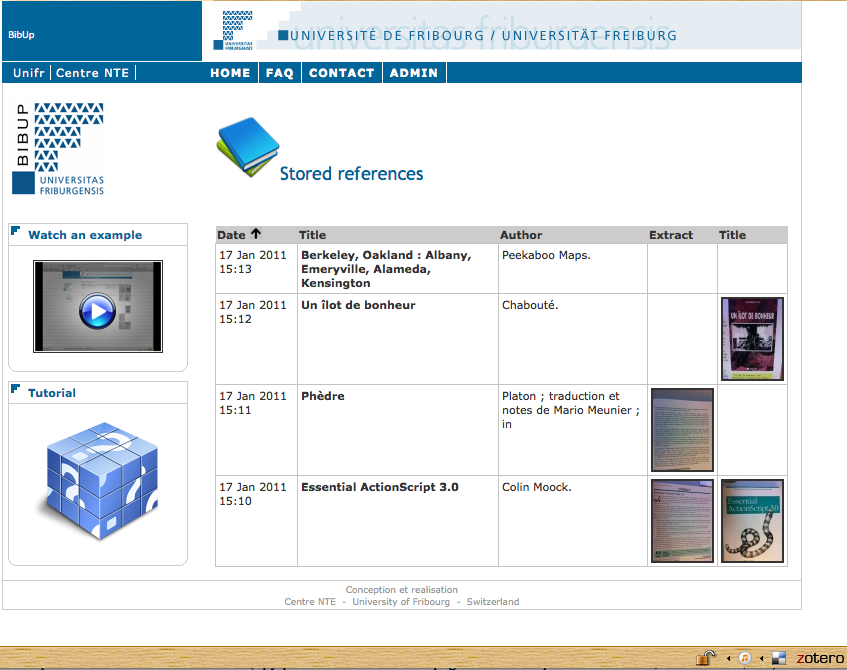 BibUp
UNIVERSITAS
FRIBURGENSIS
universitas friburgensis
UNIVERSITÉ DE FRIBOURG / UNIVERSITÄT FREIBURG
Unifr Centre NTE HOME FAQ CONTACT ADMIN
BIBUP
UNIVERSITAS
FRIBURGENSIS
Stored references
Watch an example
Tutorial
Date Title Author Extract Title
17 Jan 2011 Berkeley, Oakland : Albany, Peekaboo Maps.
15:13 Emeryville, Alameda,
Kensington
17 Jan 2011 Un îlot de bonheur Chabouté.
15:12
UN ÎLOT DE BONHEUR
17 Jan 2011 Phèdre Platon ; traduction et
15:11 notes de Mario Meunier ;
in
17 Jan 2011 Essential ActionScript 3.0 Colin Moock.
15:10
Essential
ActionScript 3.0
Conception et realisation
Centre NTE - University of Fribourg - Switzerland
zotero